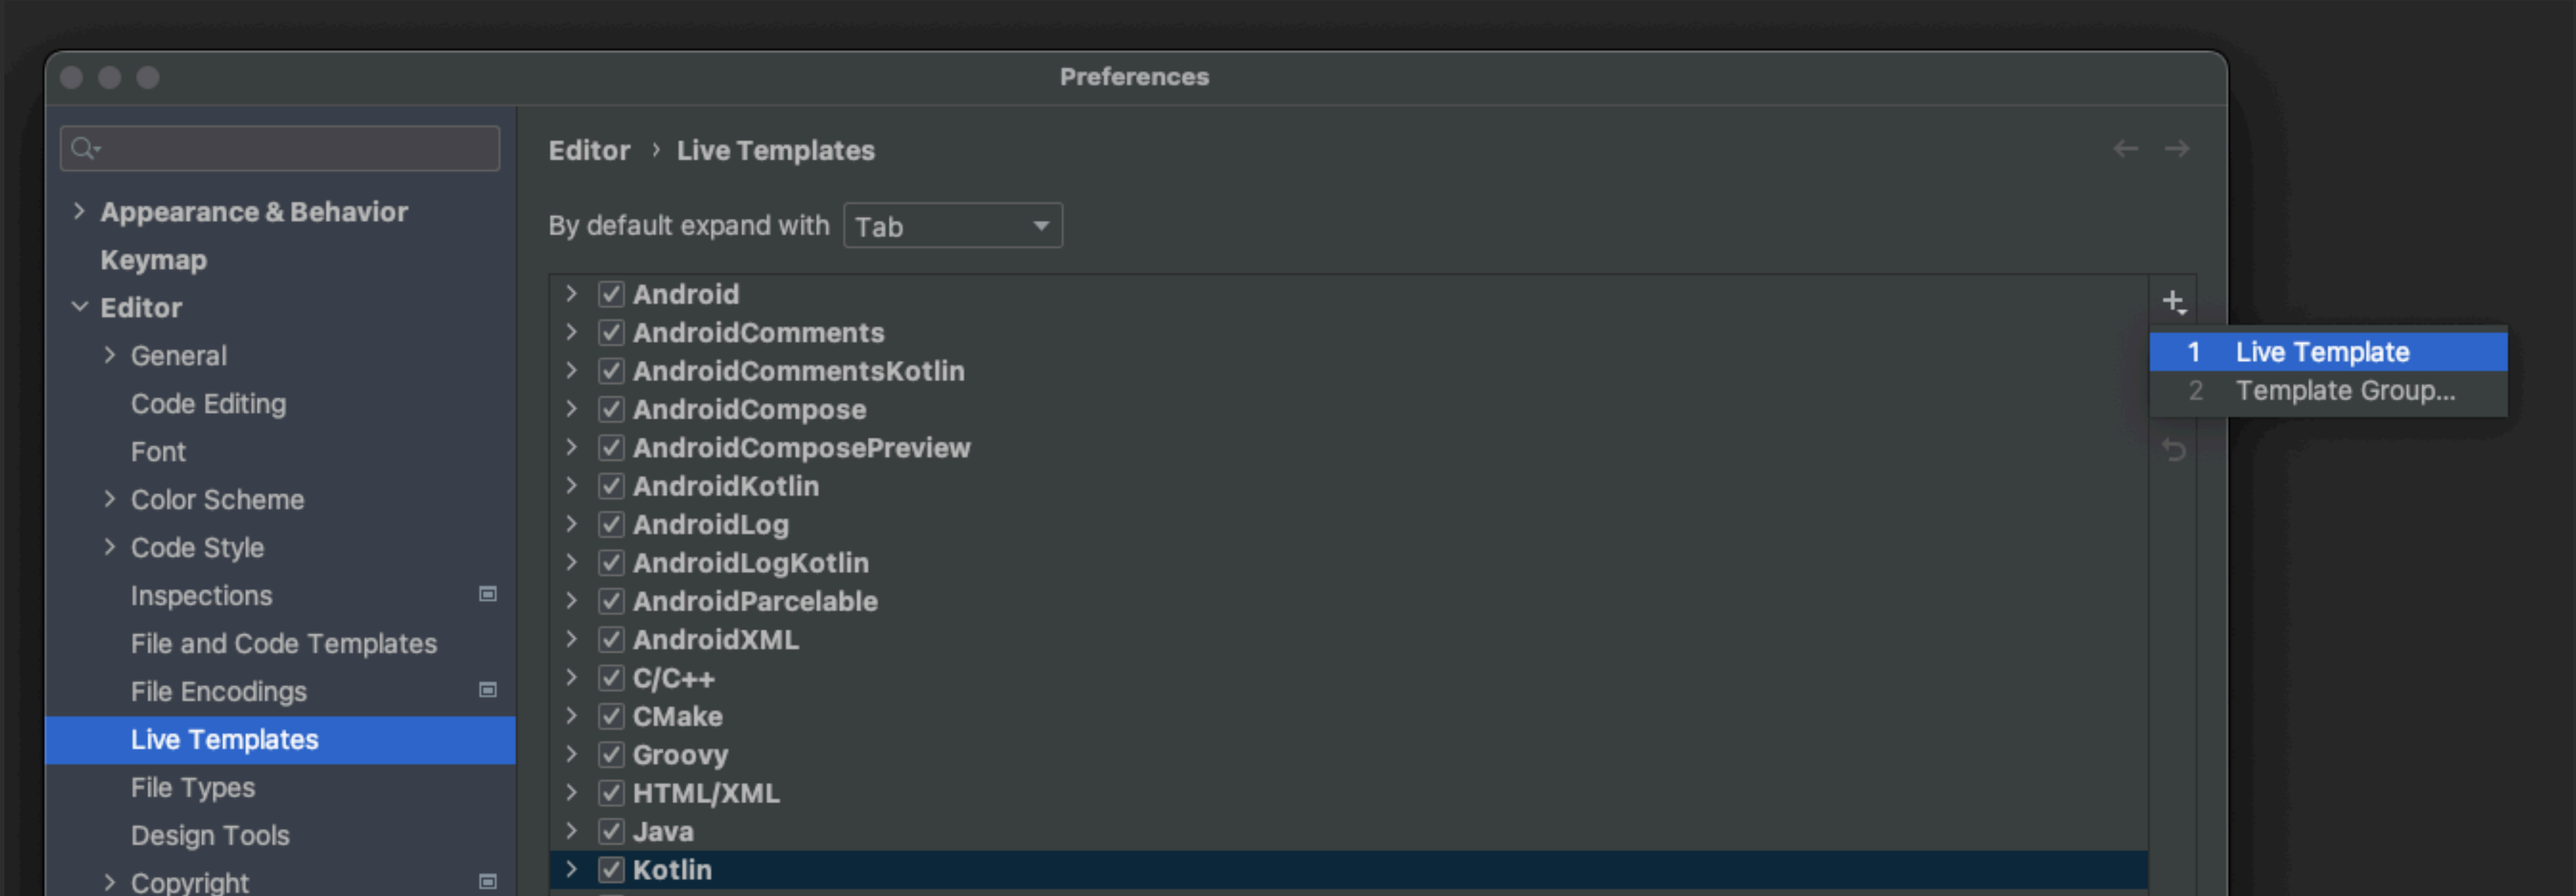 Preferences
Appearance & Behavior
Keymap
Editor
General
Code Editing
Font
Color Scheme
Code Style
Inspections
File and Code Templates
File Encodings
Live Templates
File Types
Design Tools
Copyright
Editor › Live Templates
By default expand with Tab
Android
AndroidComments
AndroidCommentsKotlin
AndroidCompose
AndroidComposePreview
AndroidKotlin
AndroidLog
AndroidLogKotlin
AndroidParcelable
AndroidXML
C/C++
CMake
Groovy
HTML/XML
Java
Kotlin
1 Live Template
2 Template Group...